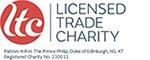 ltc
LICENSED
TRADE
CHARITY
Patron: H.R.H. The Prince Philip, Duke of Edinburgh, KG, KT
Registered Charity No. 230011